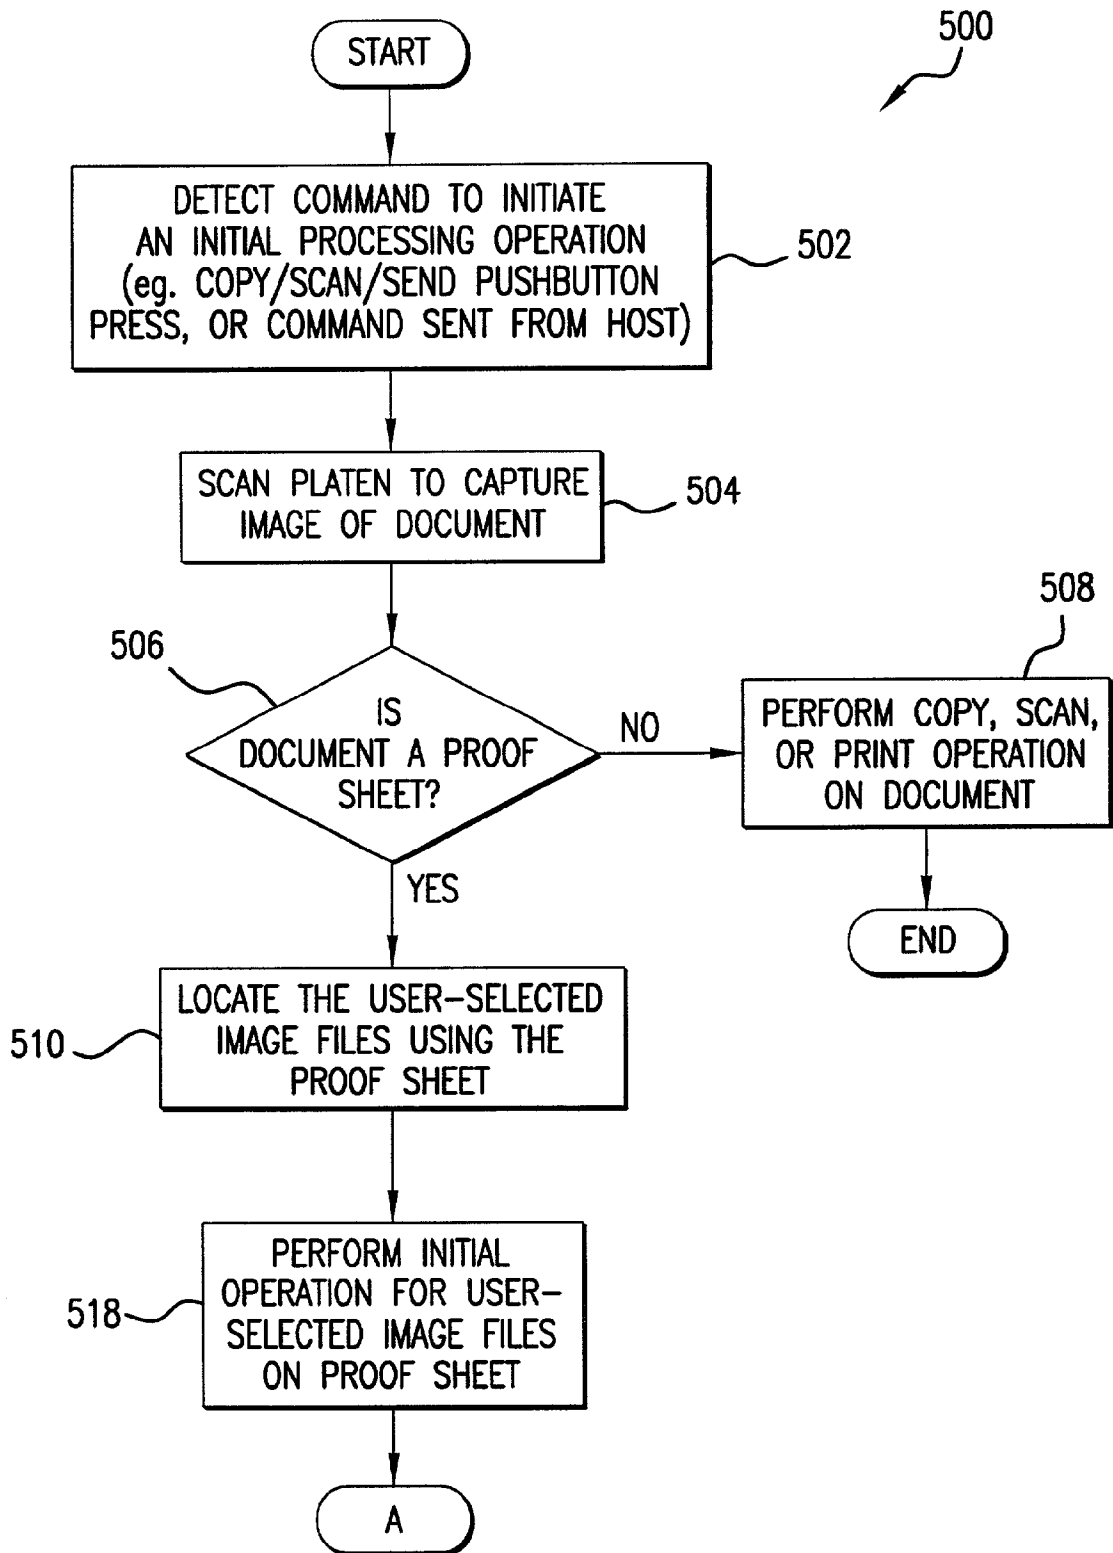 START
500
DETECT COMMAND TO INITIATE
AN INITIAL PROCESSING OPERATION
(eg. COPY/SCAN/SEND PUSHBUTTON
PRESS, OR COMMAND SENT FROM HOST)
502
SCAN PLATEN TO CAPTURE
IMAGE OF DOCUMENT
504
506
IS
DOCUMENT A PROOF
SHEET?
NO
508
PERFORM COPY, SCAN,
OR PRINT OPERATION
ON DOCUMENT
END
YES
LOCATE THE USER-SELECTED
IMAGE FILES USING THE
PROOF SHEET
510
PERFORM INITIAL
OPERATION FOR USER-
SELECTED IMAGE FILES
ON PROOF SHEET
518
A